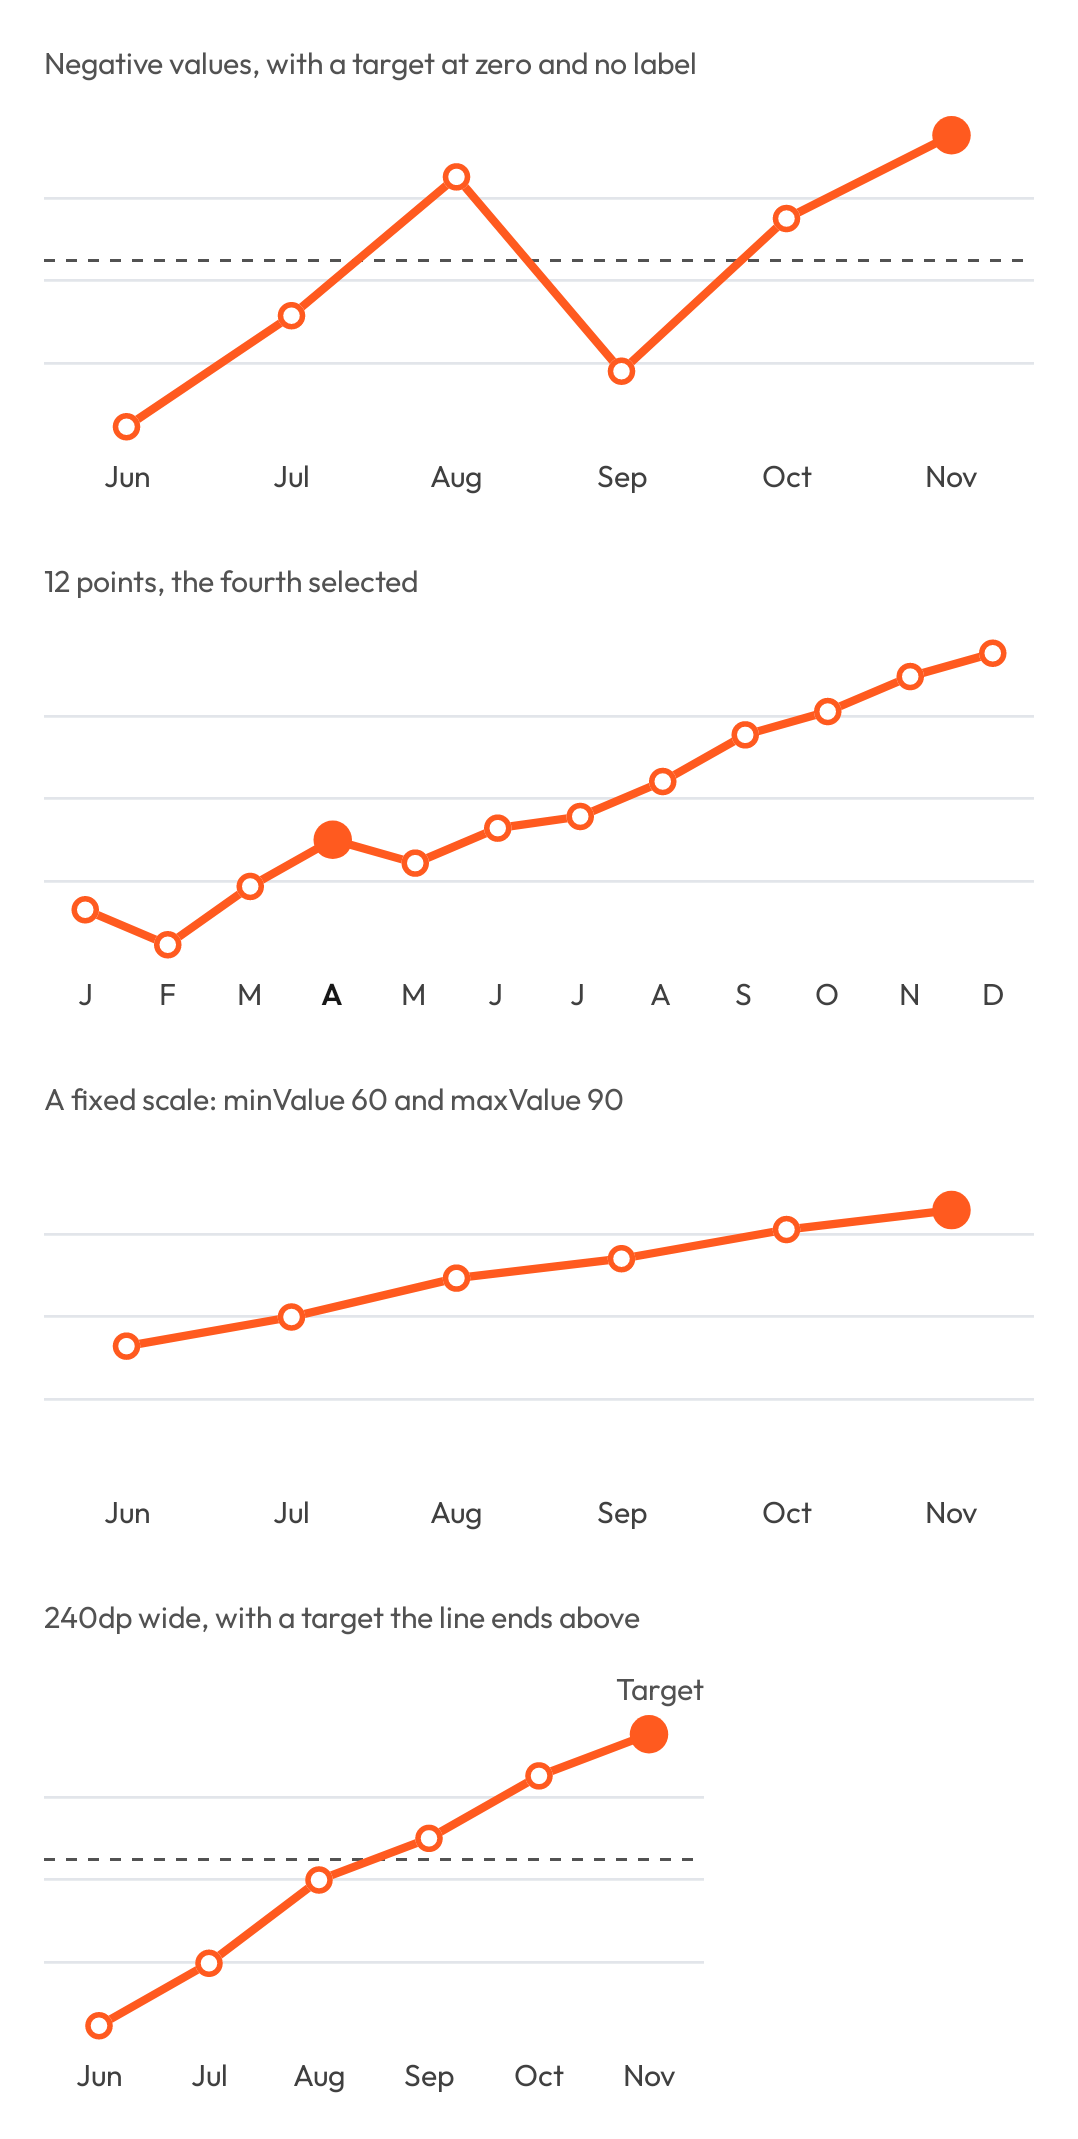 Negative values, with a target at zero and no label
Jun Jul Aug Sep Oct Nov
12 points, the fourth selected
J F M A M J J A S O N D
A fixed scale: minValue 60 and maxValue 90
Jun Jul Aug Sep Oct Nov
240dp wide, with a target the line ends above
Target
Jun Jul Aug Sep Oct Nov